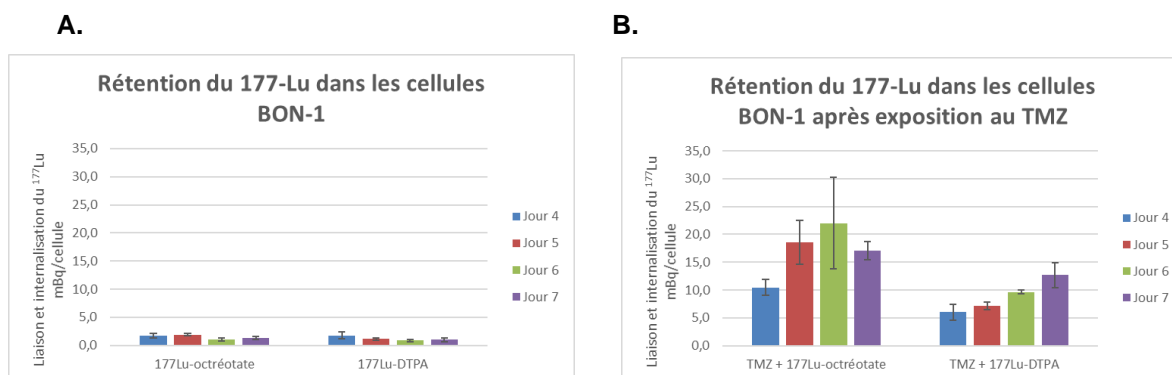 A.
Rétention du 177-Lu dans les cellules
BON-1
Liaison et internalisation du ¹⁷⁷Lu
mBq/cellule
35,0
30,0
25,0
20,0
15,0
10,0
5,0
0,0
177Lu-octréotate
177Lu-DTPA
Jour 4
Jour 5
Jour 6
Jour 7
B.
Rétention du 177-Lu dans les cellules
BON-1 après exposition au TMZ
Liaison et internalisation du ¹⁷⁷Lu
mBq/cellule
35,0
30,0
25,0
20,0
15,0
10,0
5,0
0,0
TMZ + 177Lu-octréotate
TMZ + 177Lu-DTPA
Jour 4
Jour 5
Jour 6
Jour 7